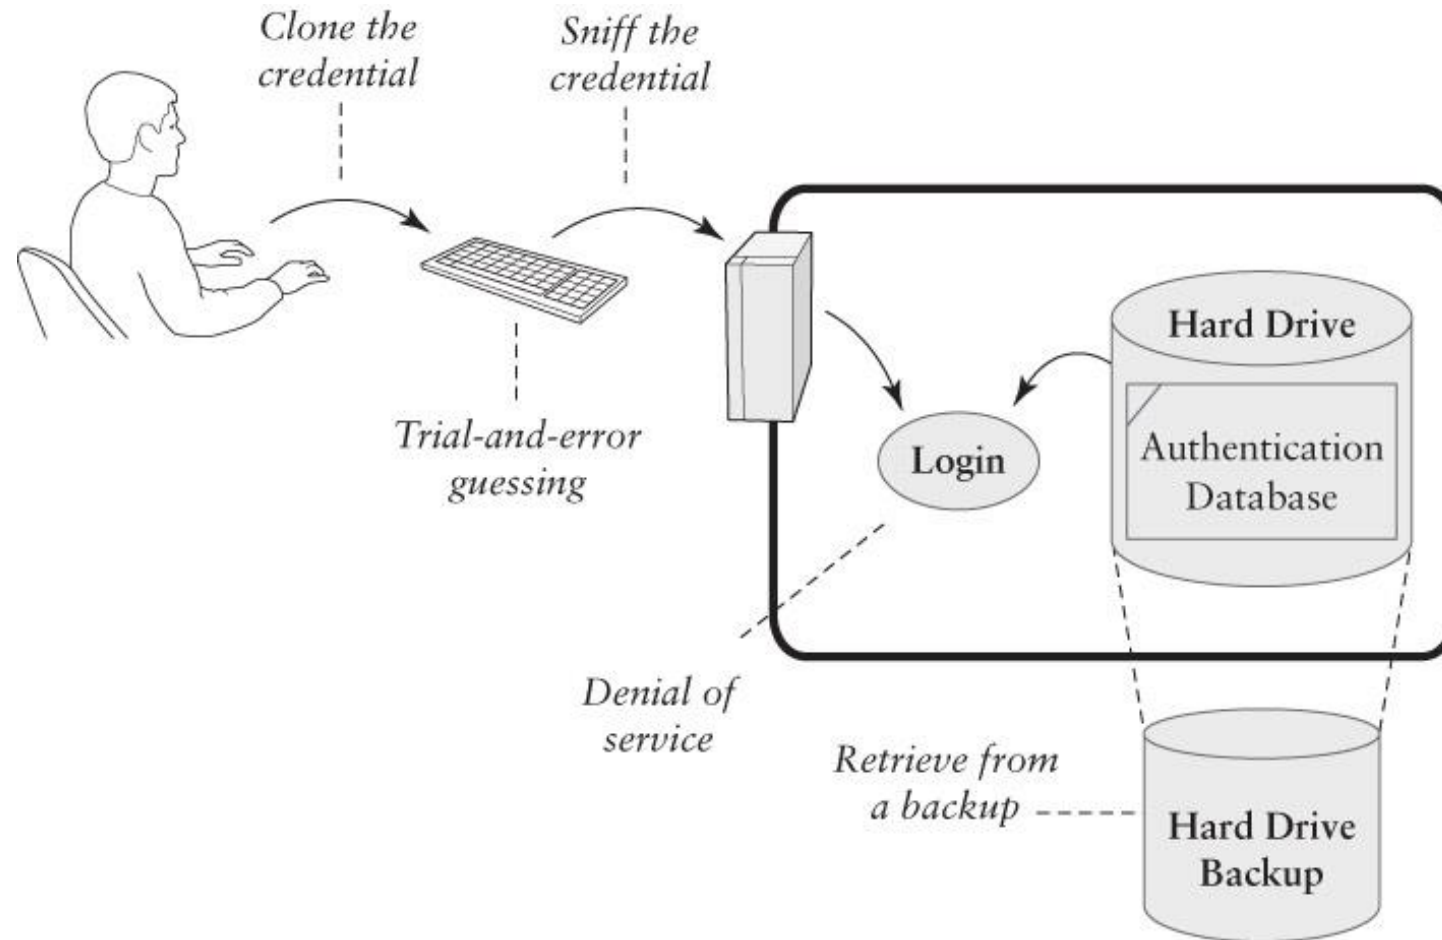 Clone the
credential
Sniff the
credential
Hard Drive
Trial-and-error
guessing
Login
Authentication
Database
Denial of
service
Retrieve from
a backup
Hard Drive
Backup